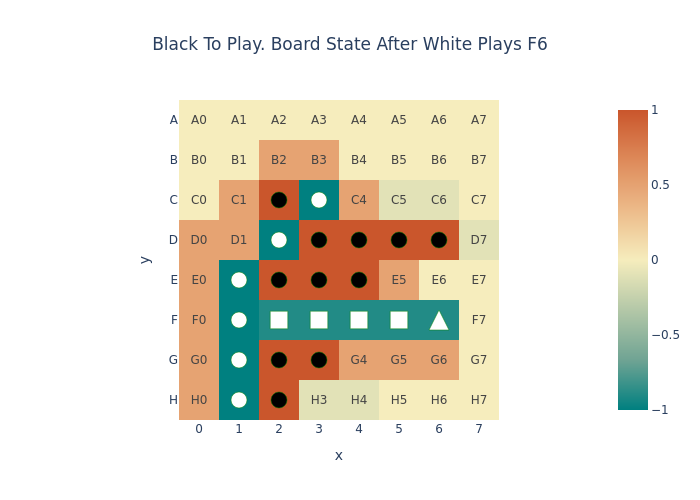 Black To Play. Board State After White Plays F6
A A0 A1 A2 A3 A4 A5 A6 A7
B B0 B1 B2 B3 B4 B5 B6 B7
C C0 C1 C4 C5 C6 C7
D D0 D1 D7
E E0 E5 E6 E7
F F0 F7
G G0 G4 G5 G6 G7
H H0 H3 H4 H5 H6 H7
0 1 2 3 4 5 6 7
x
y
1
0.5
0
−0.5
−1